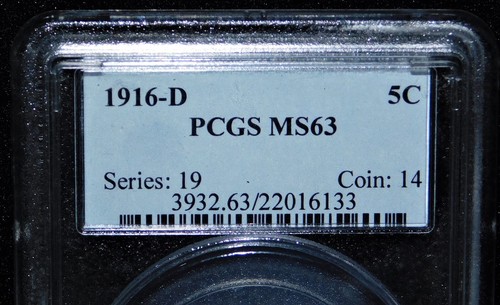 1916-D 5C
PCGS MS63
Series: 19 Coin: 14
3932.63/22016133